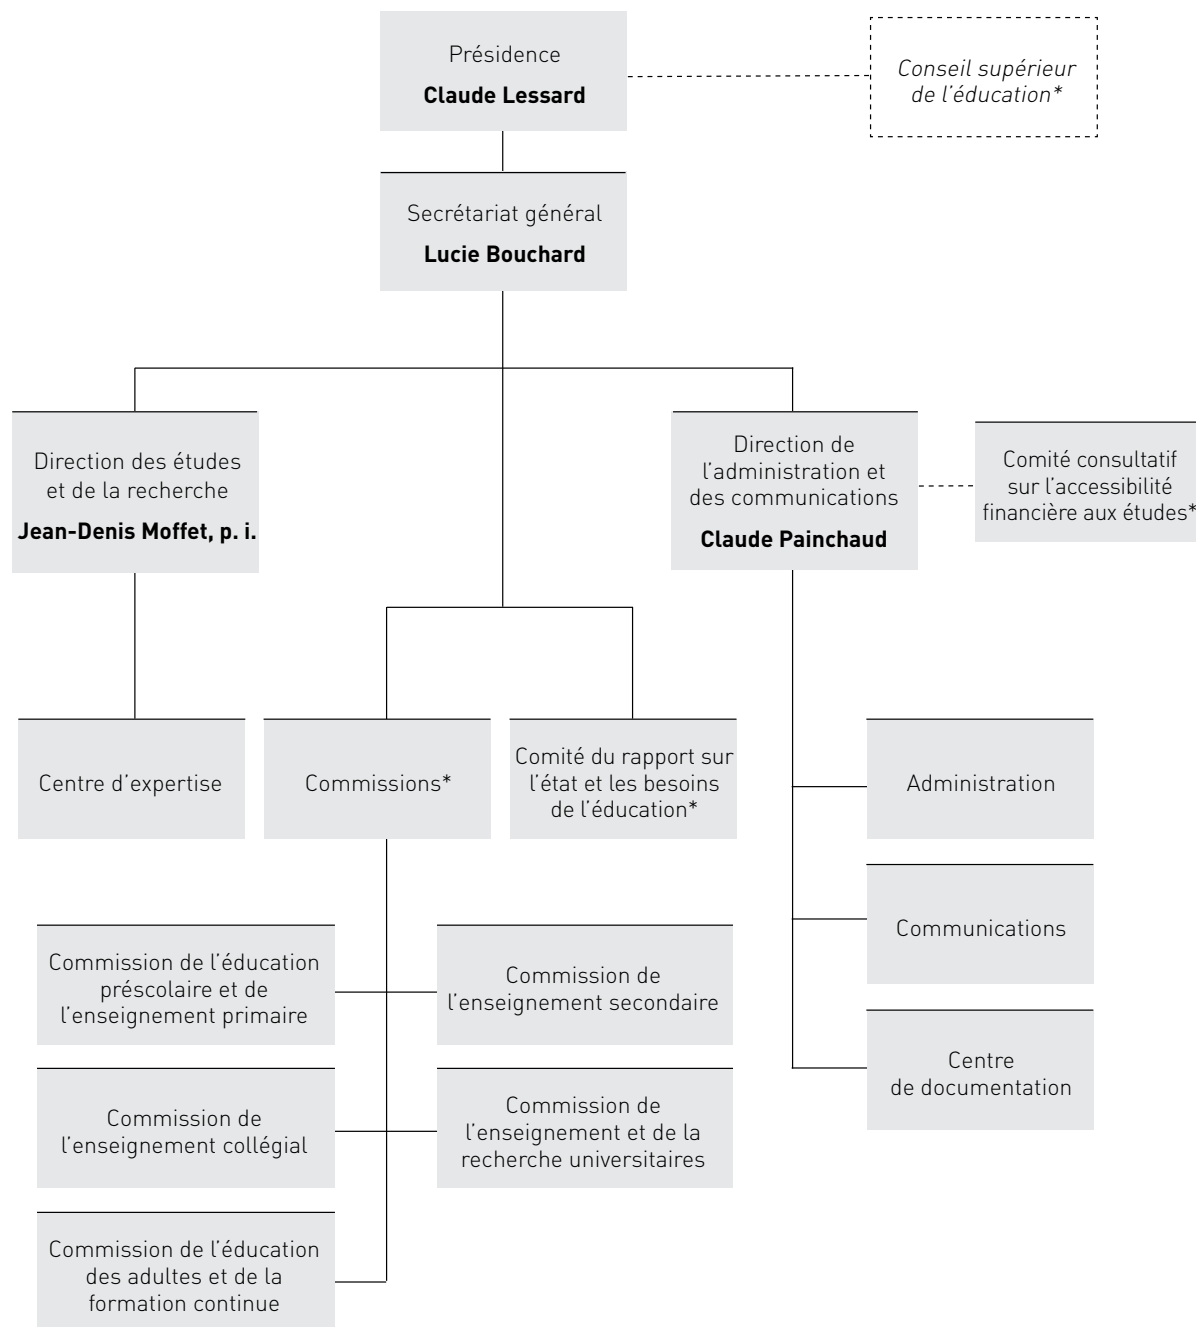 Présidence
Claude Lessard
Conseil supérieur
de l'éducation*
Secrétariat général
Lucie Bouchard
Direction des études
et de la recherche
Jean-Denis Moffet, p. i.
Direction de
l'administration et
des communications
Claude Painchaud
Comité consultatif
sur l'accessibilité
financière aux études*
Centre d'expertise
Commissions*
Comité du rapport sur
l'état et les besoins
de l'éducation*
Administration
Communications
Centre
de documentation
Commission de l'éducation
préscolaire et de
l'enseignement primaire
Commission de
l'enseignement secondaire
Commission de
l'enseignement collégial
Commission de
l'enseignement et de la
recherche universitaires
Commission de l'éducation
des adultes et de la
formation continue